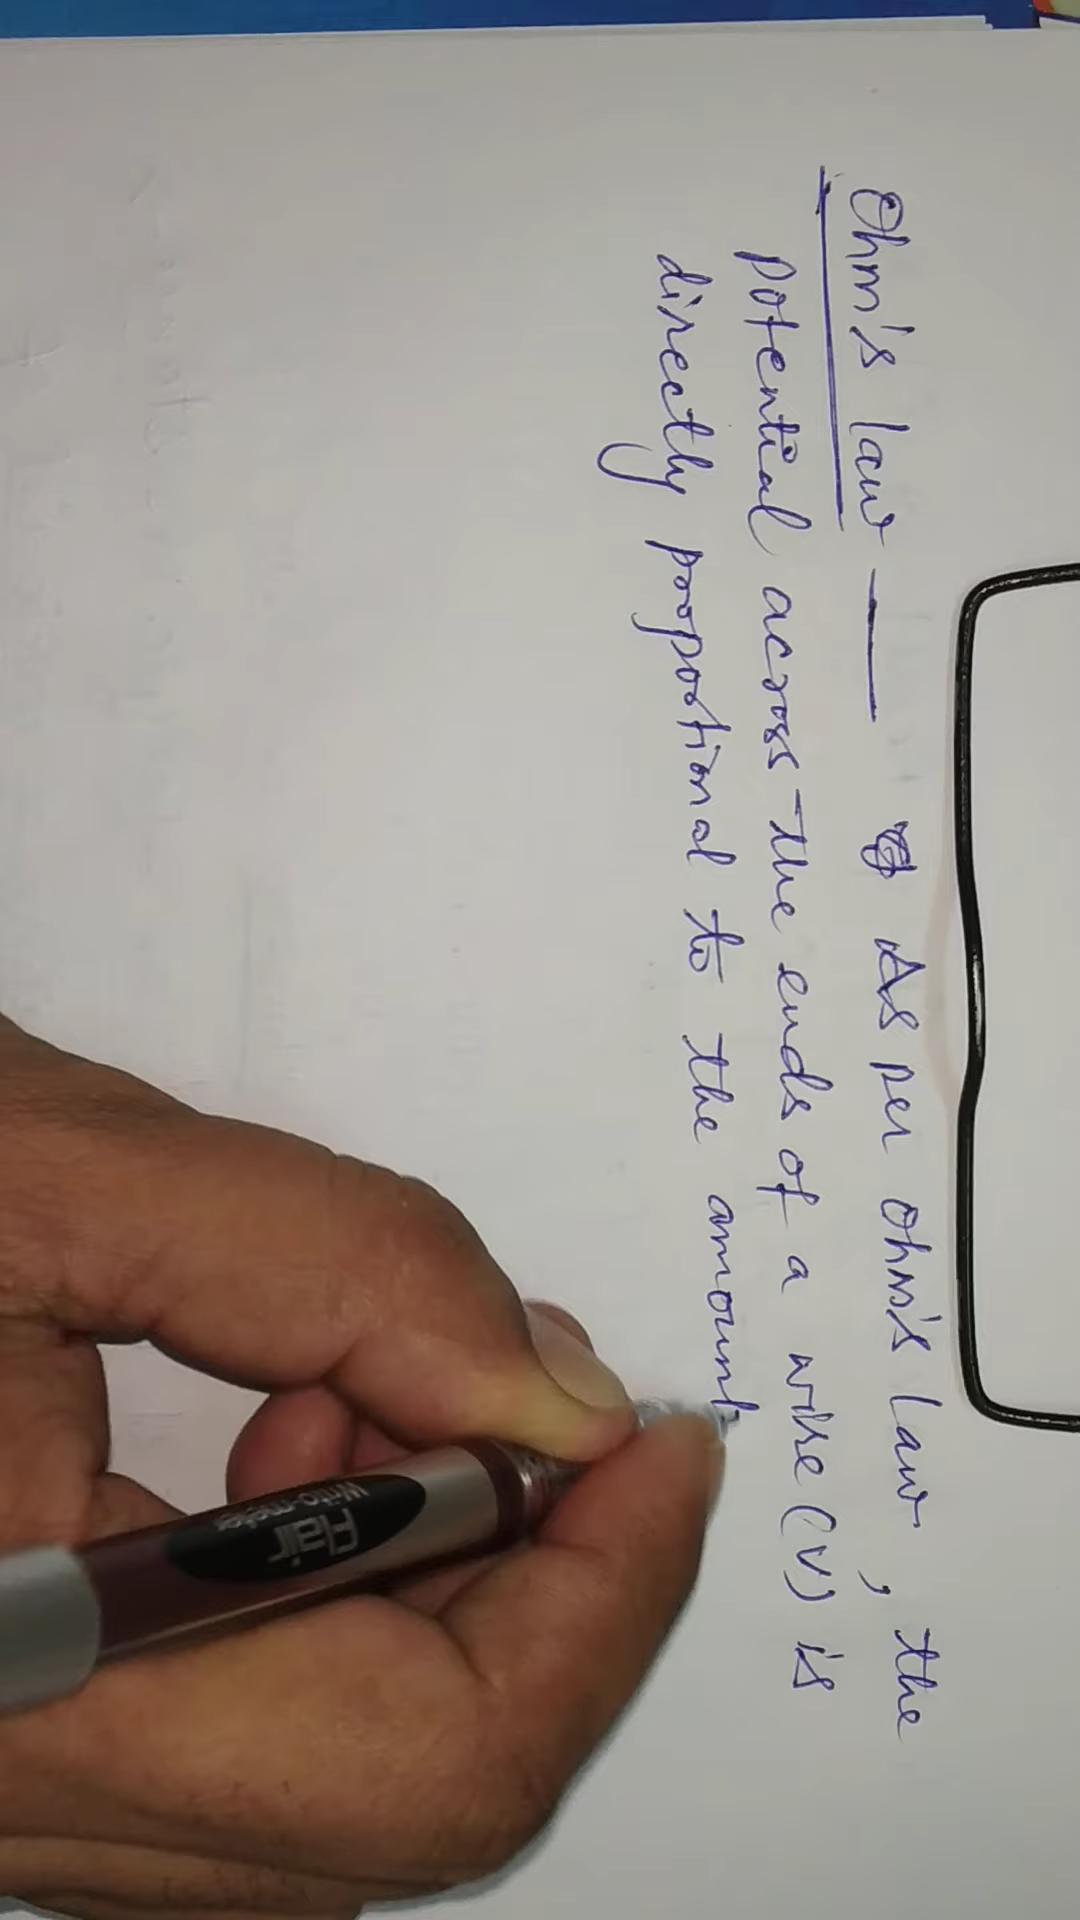 Ohm's law — As per Ohm's law, the
potential across the ends of a wire (V) is
directly proportional to the amount
Flair
Writo-meter